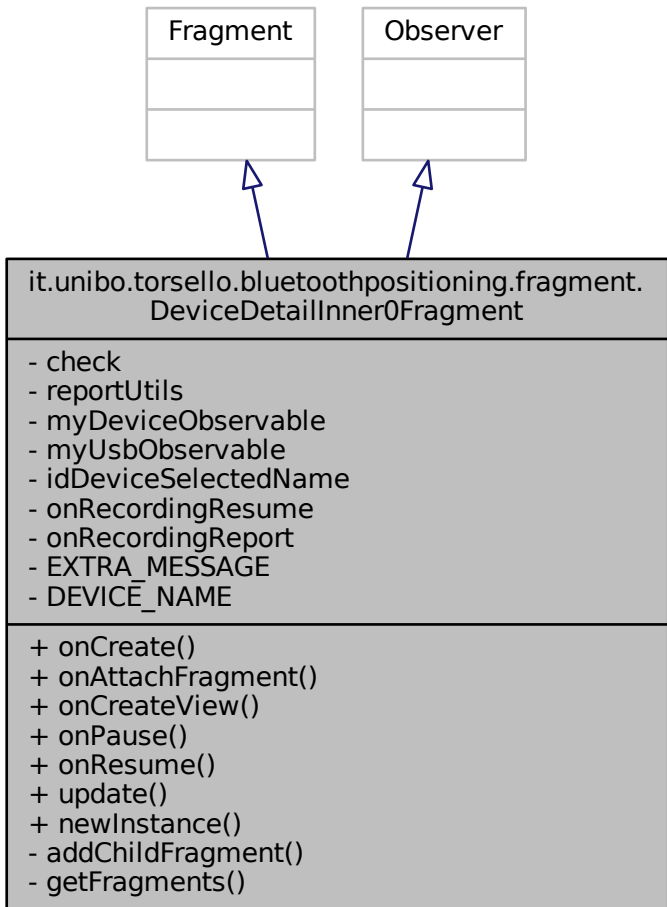 Fragment
Observer
it.unibo.torsello.bluetoothpositioning.fragment.
DeviceDetailInner0Fragment
- check
- reportUtils
- myDeviceObservable
- myUsbObservable
- idDeviceSelectedName
- onRecordingResume
- onRecordingReport
- EXTRA_MESSAGE
- DEVICE_NAME
+ onCreate()
+ onAttachFragment()
+ onCreateView()
+ onPause()
+ onResume()
+ update()
+ newInstance()
- addChildFragment()
- getFragments()